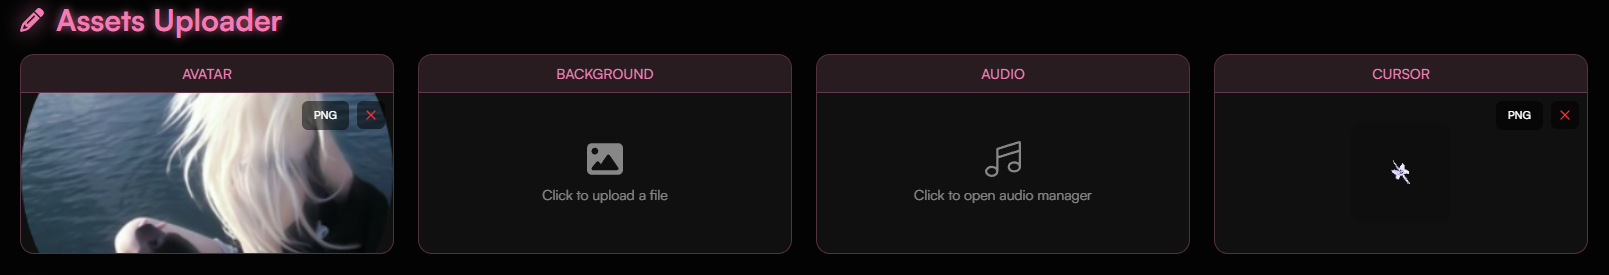 Assets Uploader
AVATAR
BACKGROUND
AUDIO
CURSOR
PNG
PNG
Click to upload a file
Click to open audio manager